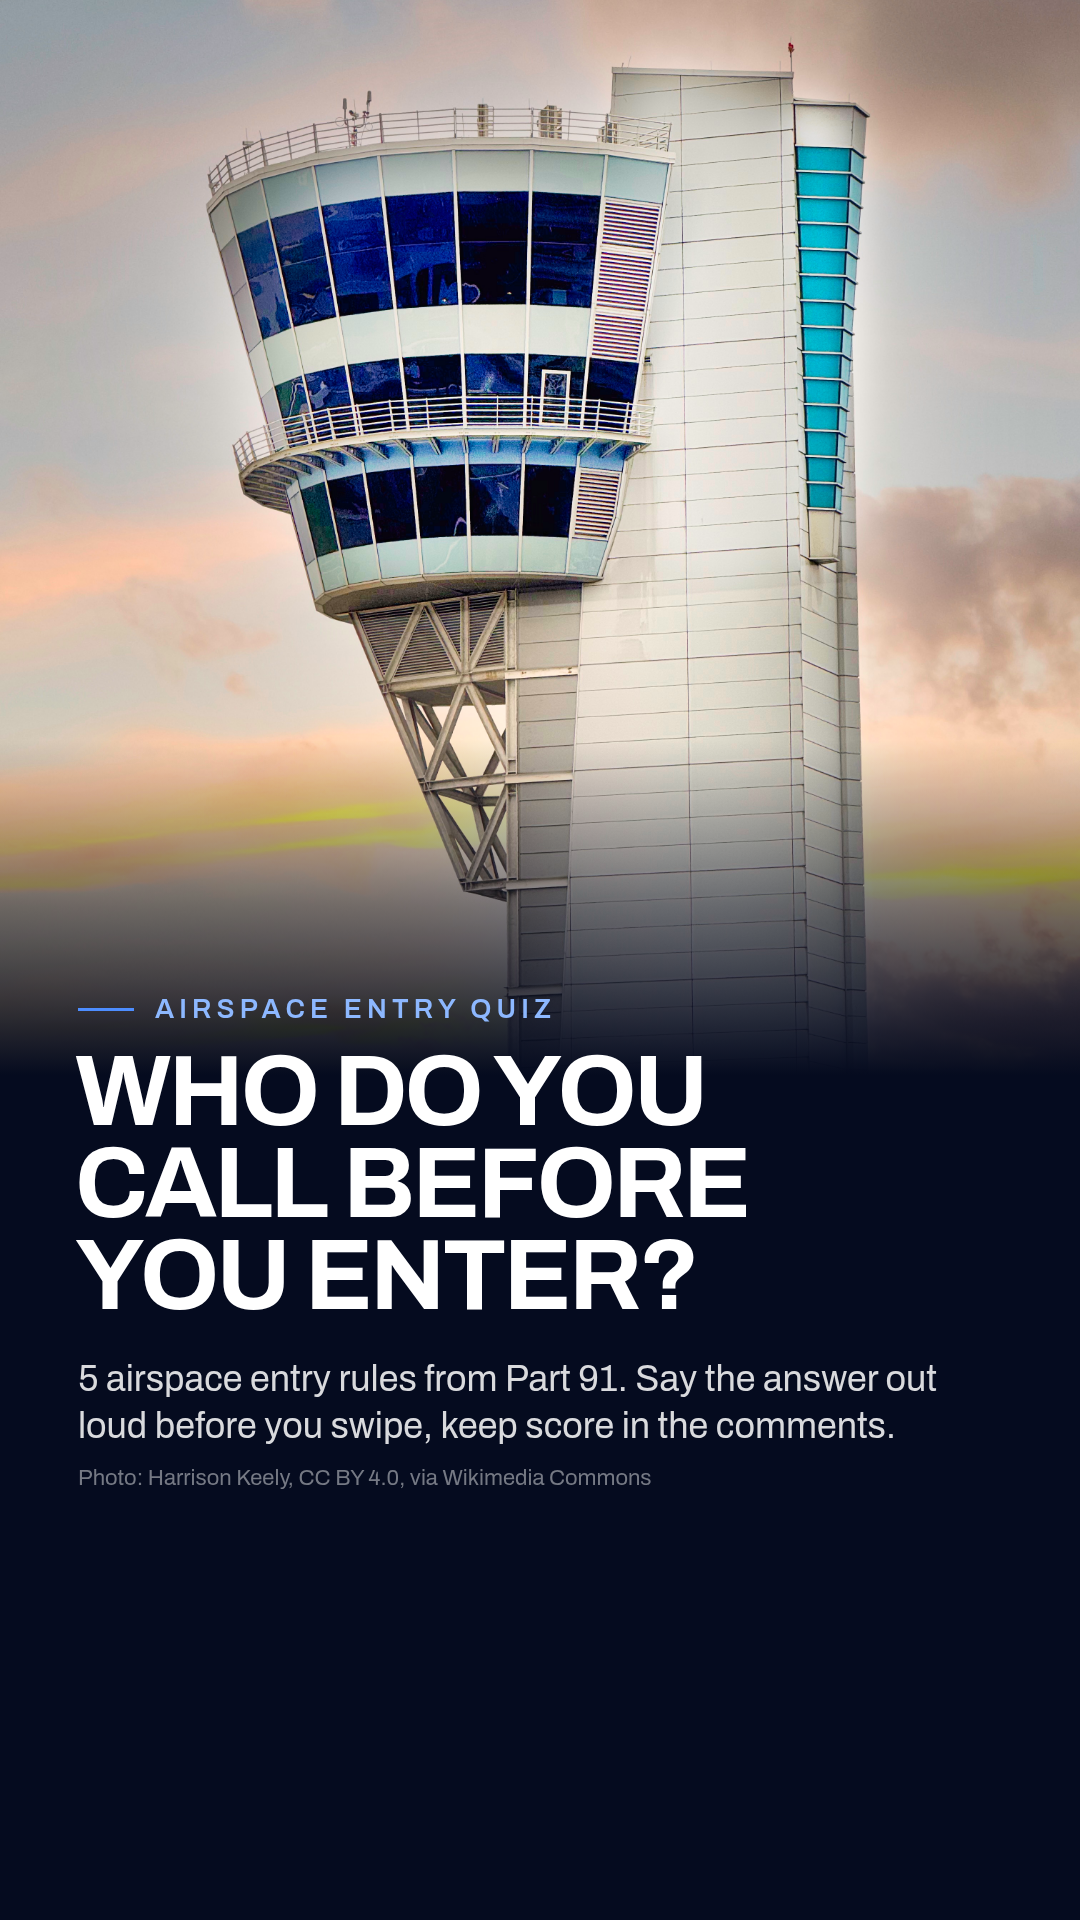 AIRSPACE ENTRY QUIZ
WHO DO YOU
CALL BEFORE
YOU ENTER?
5 airspace entry rules from Part 91. Say the answer out
loud before you swipe, keep score in the comments.
Photo: Harrison Keely, CC BY 4.0, via Wikimedia Commons